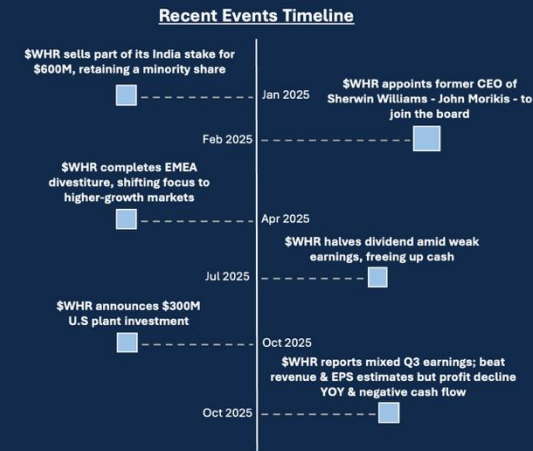 Recent Events Timeline
$WHR sells part of its India stake for
$600M, retaining a minority share
Jan 2025
$WHR appoints former CEO of
Sherwin Williams - John Morikis - to
join the board
Feb 2025
$WHR completes EMEA
divestiture, shifting focus to
higher-growth markets
Apr 2025
$WHR halves dividend amid weak
earnings, freeing up cash
Jul 2025
$WHR announces $300M
U.S plant investment
Oct 2025
$WHR reports mixed Q3 earnings; beat
revenue & EPS estimates but profit decline
YOY & negative cash flow
Oct 2025